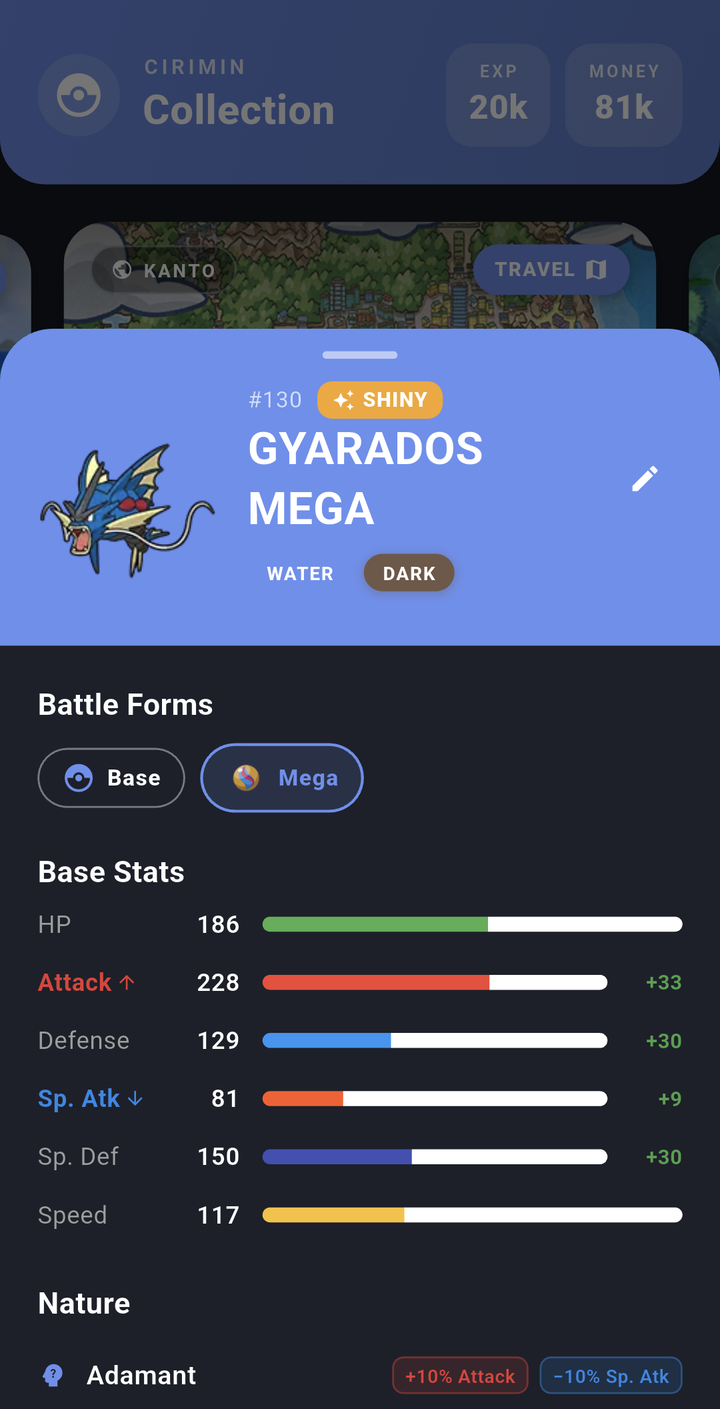 CIRIMIN
Collection
EXP
20k
MONEY
81k
KANTO
TRAVEL
#130
SHINY
GYARADOS
MEGA
WATER
DARK
Battle Forms
Base
Mega
Base Stats
HP 186
Attack ↑ 228 +33
Defense 129 +30
Sp. Atk ↓ 81 +9
Sp. Def 150 +30
Speed 117
Nature
?
Adamant
+10% Attack
−10% Sp. Atk